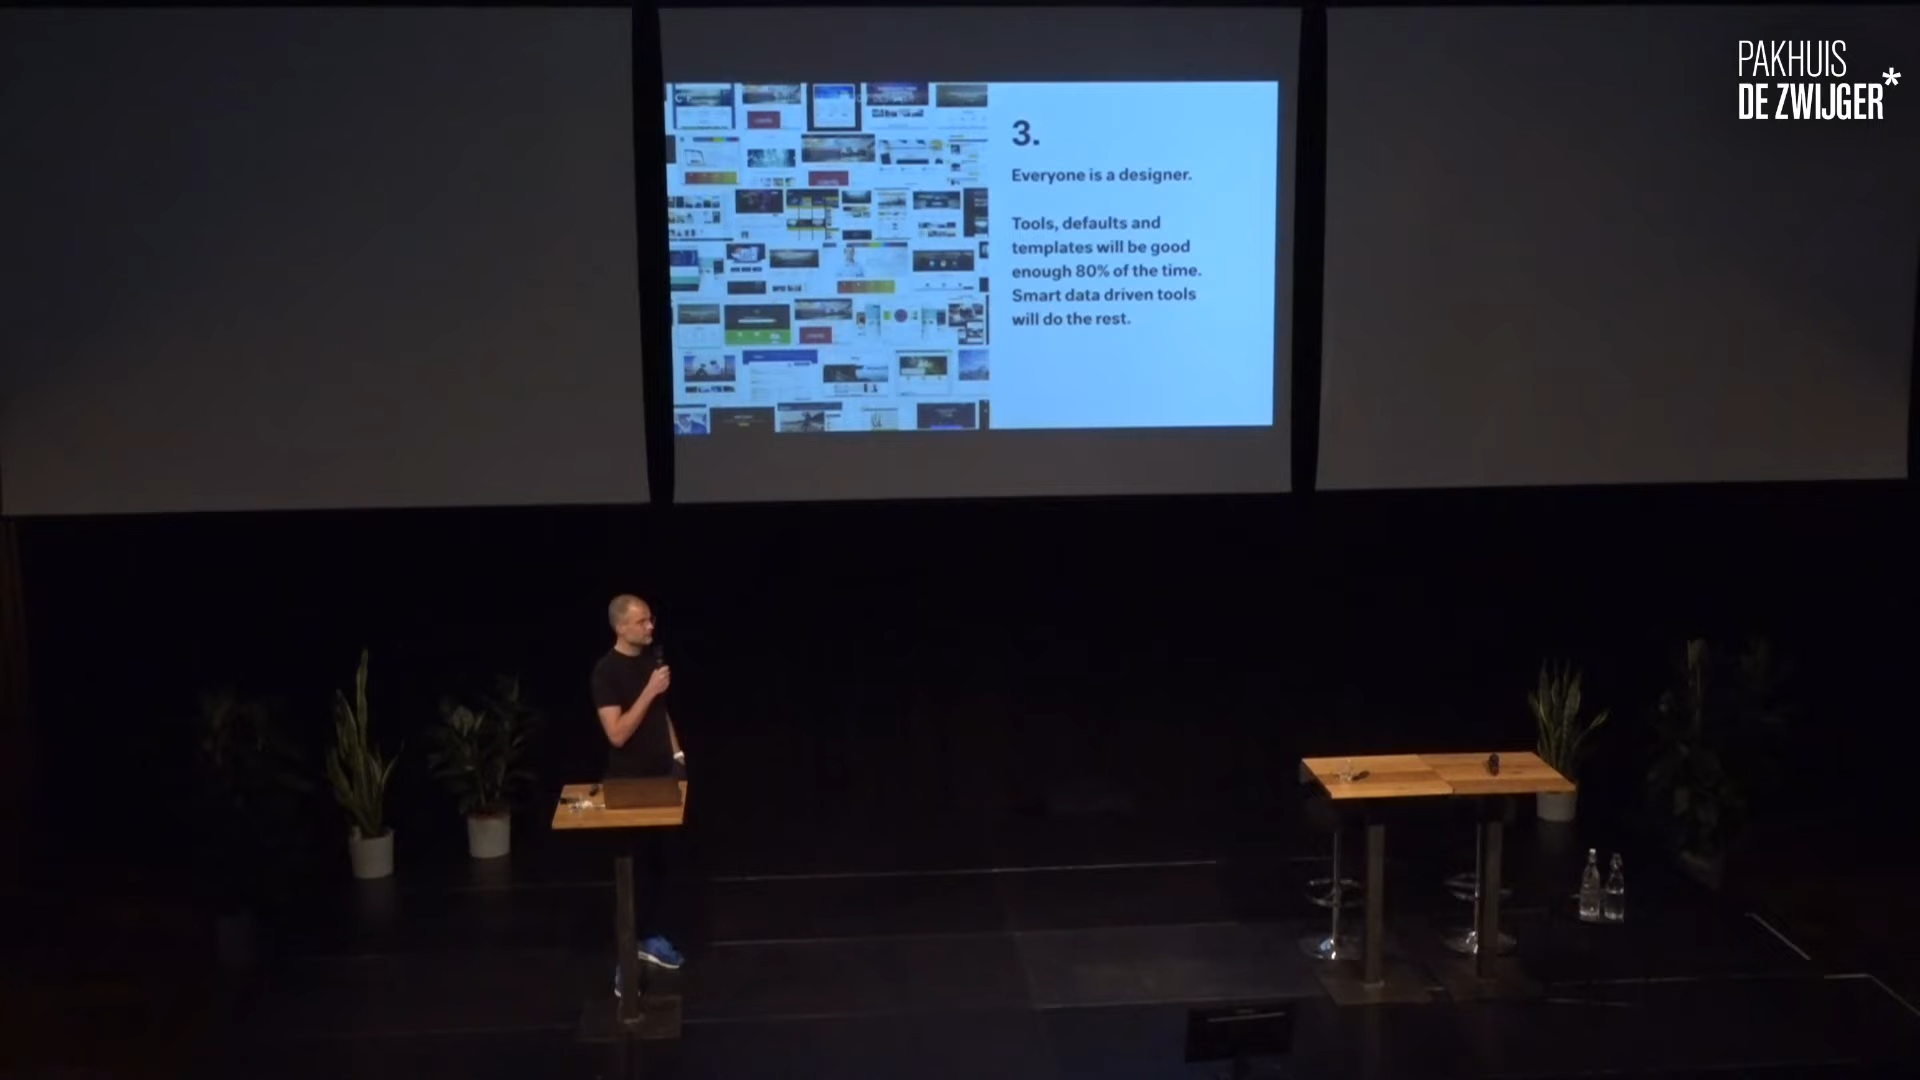 PAKHUIS
DE ZWIJGER*
3.
Everyone is a designer.
Tools, defaults and
templates will be good
enough 80% of the time.
Smart data driven tools
will do the rest.